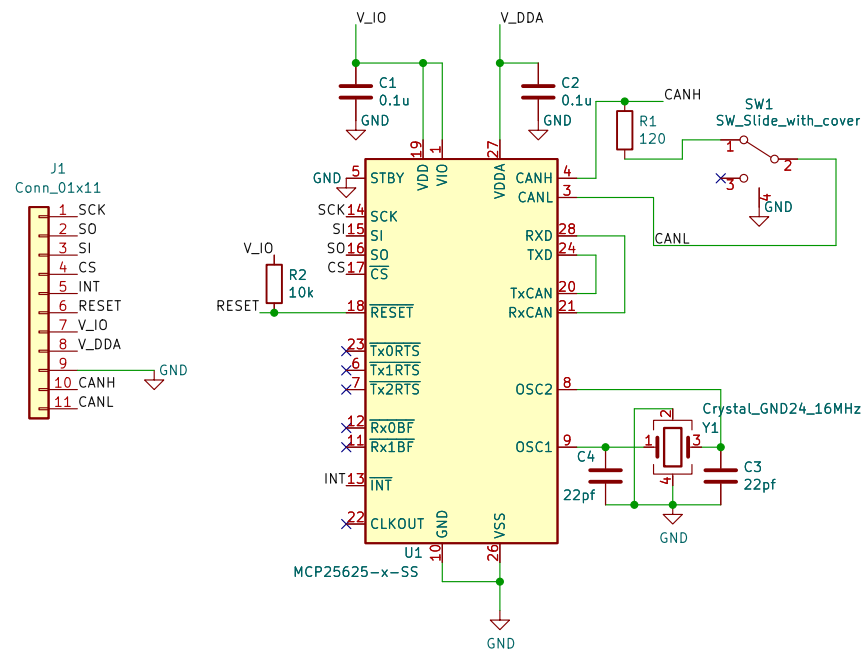 V_IO
V_DDA
C1
0.1u
GND
C2
0.1u
GND
CANH
R1
120
SW1
SW_Slide_with_cover
1
2
3
4
GND
J1
Conn_01x11
1 SCK
2 SO
3 SI
4 CS
5 INT
6 RESET
7 V_IO
8 V_DDA
9 GND
10 CANH
11 CANL
19 1 27
VDD VIO VDDA
GND 5 STBY
SCK 14 SCK
SI 15 SI
SO 16 SO
CS 17 CS
V_IO
R2
10k
RESET 18 RESET
23 Tx0RTS
6 Tx1RTS
7 Tx2RTS
12 Rx0BF
11 Rx1BF
INT 13 INT
22 CLKOUT
CANH 4
CANL 3
CANL
RXD 28
TXD 24
TxCAN 20
RxCAN 21
OSC2 8
OSC1 9
Crystal_GND24_16MHz
Y1
2
1 3
4
C4
22pf
C3
22pf
GND
GND VSS
10 26
U1
MCP25625-x-SS
GND